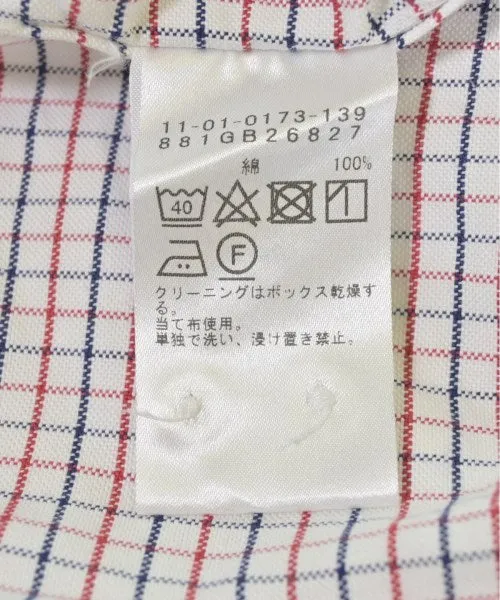 11-01-0173-139
881GB26827
綿 100%
40
F
クリーニングはボックス乾燥す
る。
当て布使用。
単独で洗い、浸け置き禁止。